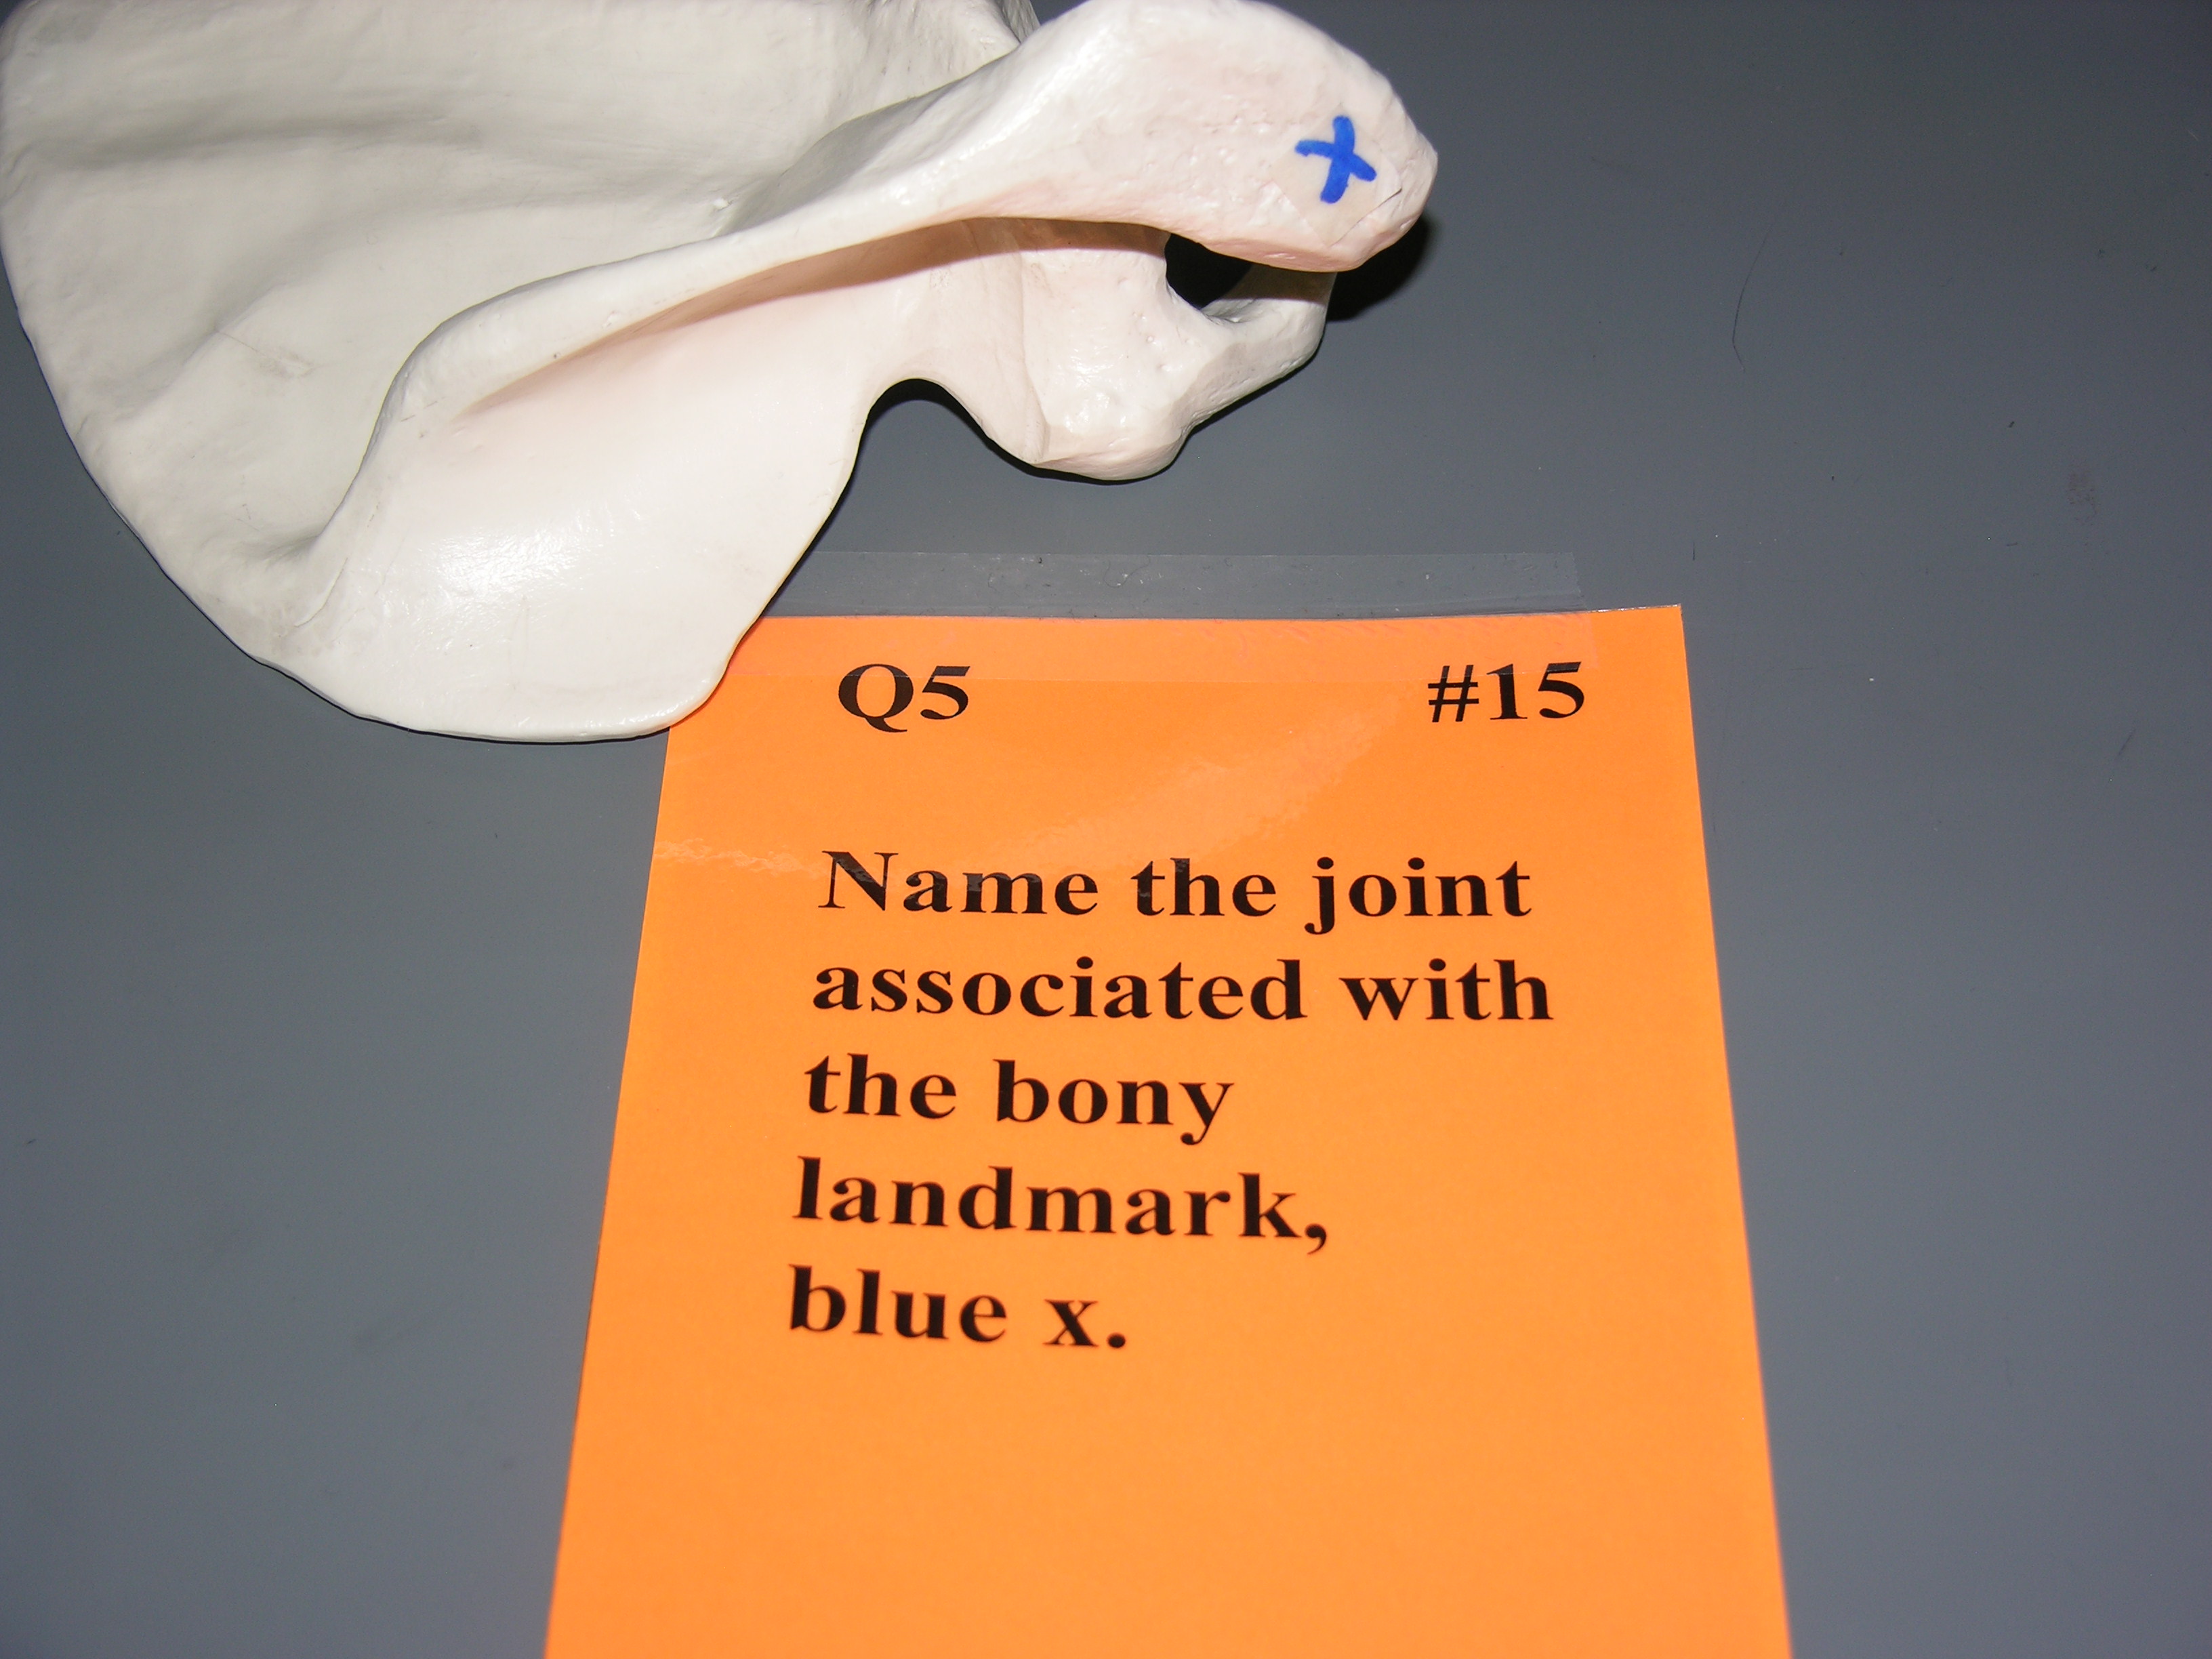 x
Q5 #15
Name the joint
associated with
the bony
landmark,
blue x.